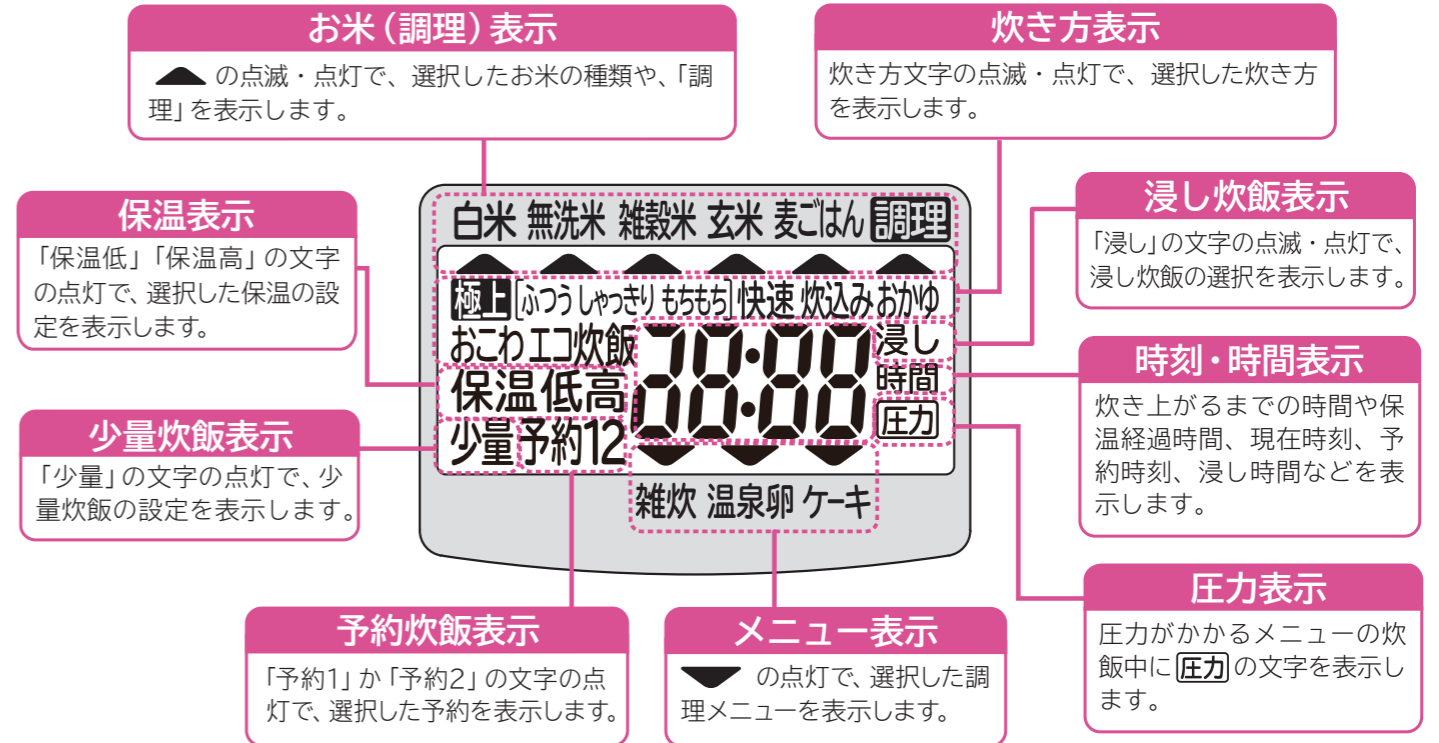 お米（調理）表示
▲ の点滅・点灯で、選択したお米の種類や、「調
理」を表示します。
炊き方表示
炊き方文字の点滅・点灯で、選択した炊き方
を表示します。
保温表示
「保温低」「保温高」の文字
の点灯で、選択した保温の設
定を表示します。
少量炊飯表示
「少量」の文字の点灯で、少
量炊飯の設定を表示します。
白米 無洗米 雑穀米 玄米 麦ごはん 調理
極上 [ふつう しゃっきり もちもち] 快速 炊込み おかゆ
おこわ エコ炊飯 38:88 浸し
保温低高 38:88 時間
少量 予約12 圧力
雑炊 温泉卵 ケーキ
浸し炊飯表示
「浸し」の文字の点滅・点灯で、
浸し炊飯の選択を表示します。
時刻・時間表示
炊き上がるまでの時間や保
温経過時間、現在時刻、予
約時刻、浸し時間などを表
示します。
予約炊飯表示
「予約1」か「予約2」の文字の点
灯で、選択した予約を表示します。
メニュー表示
▼ の点灯で、選択した調
理メニューを表示します。
圧力表示
圧力がかかるメニューの炊
飯中に圧力の文字を表示し
ます。